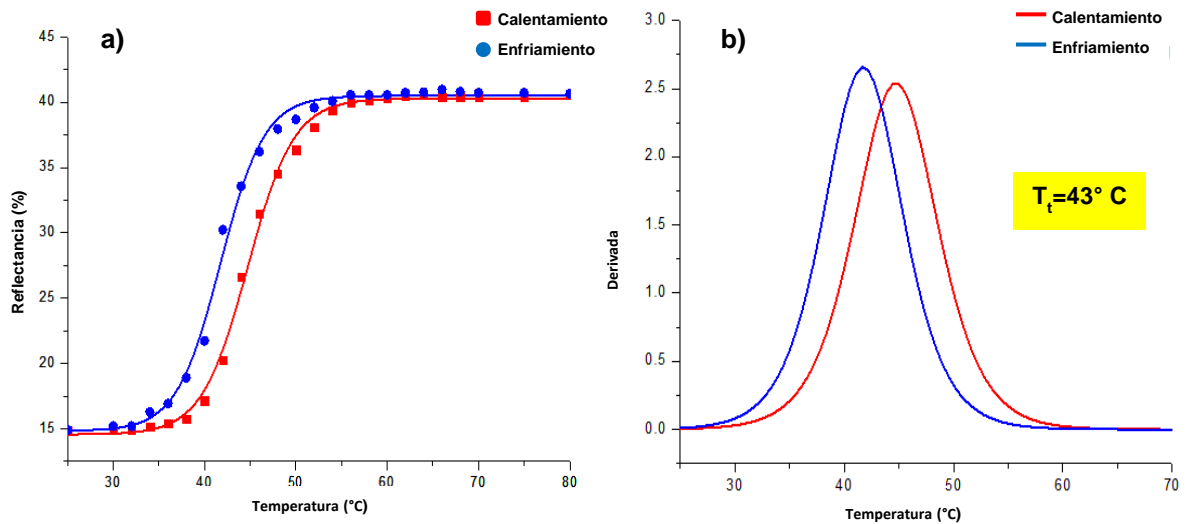 a)
Calentamiento
Enfriamiento
45
40
35
30
25
20
15
30
40
50
60
70
80
Reflectancia (%)
Temperatura (°C)
b)
Calentamiento
Enfriamiento
3.0
2.5
2.0
1.5
1.0
0.5
0.0
30
40
50
60
70
Derivada
Temperatura (°C)
Tt=43° C